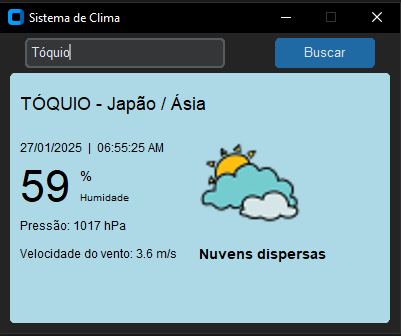 Sistema de Clima
Tóquio
Buscar
TÓQUIO - Japão / Ásia
27/01/2025 | 06:55:25 AM
59 %
Humidade
Pressão: 1017 hPa
Velocidade do vento: 3.6 m/s
Nuvens dispersas